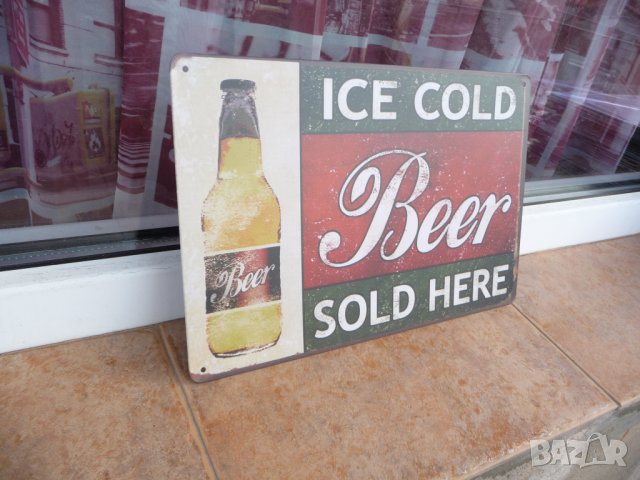 ICE COLD
Beer
SOLD HERE
Beer
BAZAR